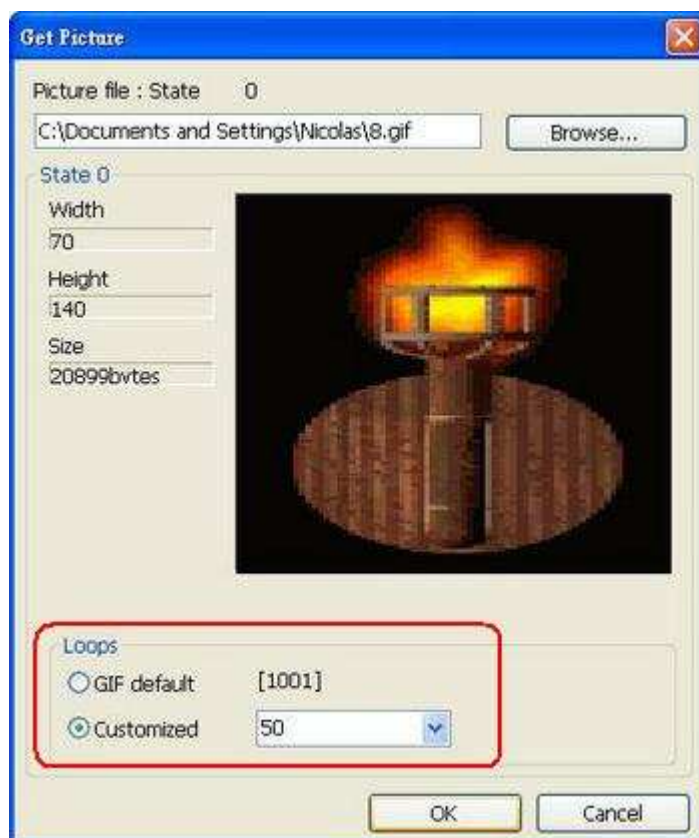 Get Picture
Picture file : State 0
C:\Documents and Settings\Nicolas\8.gif
Browse...
State 0
Width
70
Height
140
Size
20899bytes
Loops
GIF default [1001]
Customized 50
OK Cancel